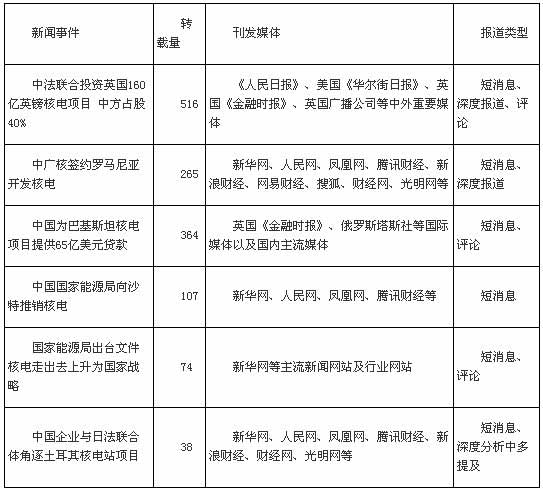 新闻事件
转
载量
刊发媒体
报道类型
中法联合投资英国160
亿英镑核电项目 中方占股
40%
516
《人民日报》、美国《华尔街日报》、英
国《金融时报》、英国广播公司等中外重要媒
体
短消息、
深度报道、评
论
中广核签约罗马尼亚
开发核电
265
新华网、人民网、凤凰网、腾讯财经、新
浪财经、网易财经、搜狐、财经网、光明网等
短消息、
深度报道
中国为巴基斯坦核电
项目提供65亿美元贷款
364
英国《金融时报》、俄罗斯塔斯社等国际
媒体以及国内主流媒体
短消息、
评论
中国国家能源局向沙
特推销核电
107
新华网、人民网、凤凰网、腾讯财经等
短消息
国家能源局出台文件
核电走出去上升为国家战
略
74
新华网等主流新闻网站及行业网站
短消息、
评论
中国企业与日法联合
体角逐土耳其核电站项目
38
新华网、人民网、凤凰网、腾讯财经、新
浪财经、财经网、光明网等
短消息、
深度分析中多
提及